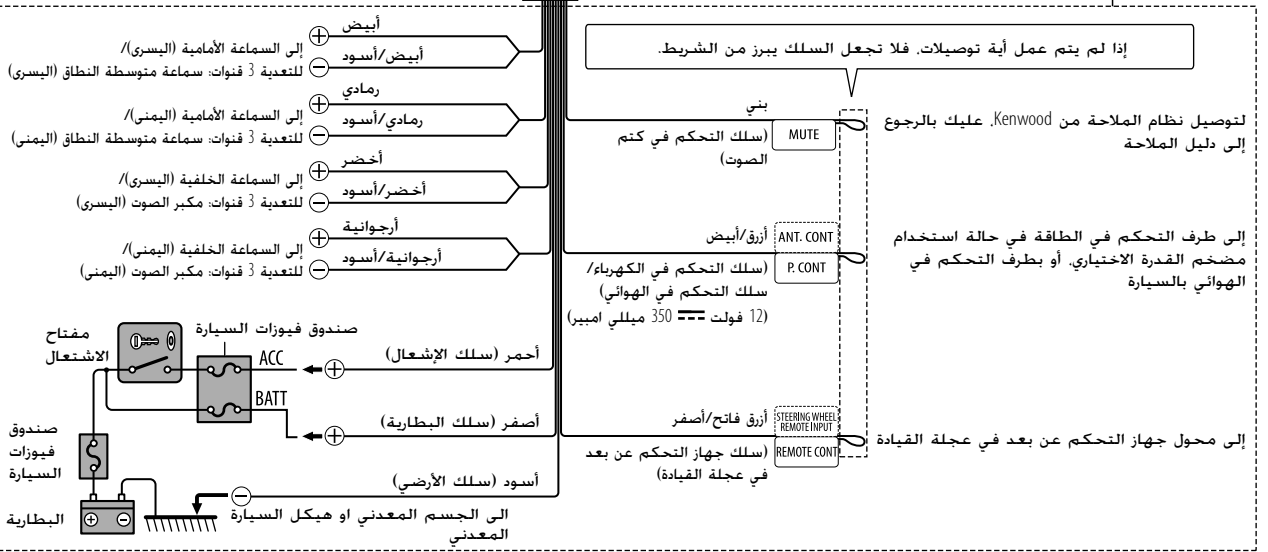 إذا لم يتم عمل أية توصيلات، فلا تجعل السلك يبرز من الشريط.
بني
MUTE
(سلك التحكم في كتم
الصوت)
لتوصيل نظام الملاحة من Kenwood، عليك بالرجوع
إلى دليل الملاحة
أزرق/أبيض
ANT. CONT
P. CONT
(سلك التحكم في الكهرباء/
سلك التحكم في الهوائي)
(12 فولت 350 ميللي امبير)
إلى طرف التحكم في الطاقة في حالة استخدام
مضخم القدرة الاختياري، أو بطرف التحكم في
الهوائي بالسيارة
أزرق فاتح/أصفر
STEERING WHEEL
REMOTE INPUT
REMOTE CONT
(سلك جهاز التحكم عن بعد
في عجلة القيادة)
إلى محول جهاز التحكم عن بعد في عجلة القيادة
أبيض
أبيض/أسود
إلى السماعة الأمامية (اليسرى)/
للتعدية 3 قنوات: سماعة متوسطة النطاق (اليسرى)
رمادي
رمادي/أسود
إلى السماعة الأمامية (اليمنى)/
للتعدية 3 قنوات: سماعة متوسطة النطاق (اليمنى)
أخضر
أخضر/أسود
إلى السماعة الخلفية (اليسرى)/
للتعدية 3 قنوات: مكبر الصوت (اليسرى)
أرجوانية
أرجوانية/أسود
إلى السماعة الخلفية (اليمنى)/
للتعدية 3 قنوات: مكبر الصوت (اليمنى)
صندوق فيوزات السيارة
مفتاح
الاشتعال
ACC
BATT
أحمر (سلك الإشعال)
أصفر (سلك البطارية)
أسود (سلك الأرضي)
صندوق
فيوزات
السيارة
البطارية
الى الجسم المعدني او هيكل السيارة
المعدني